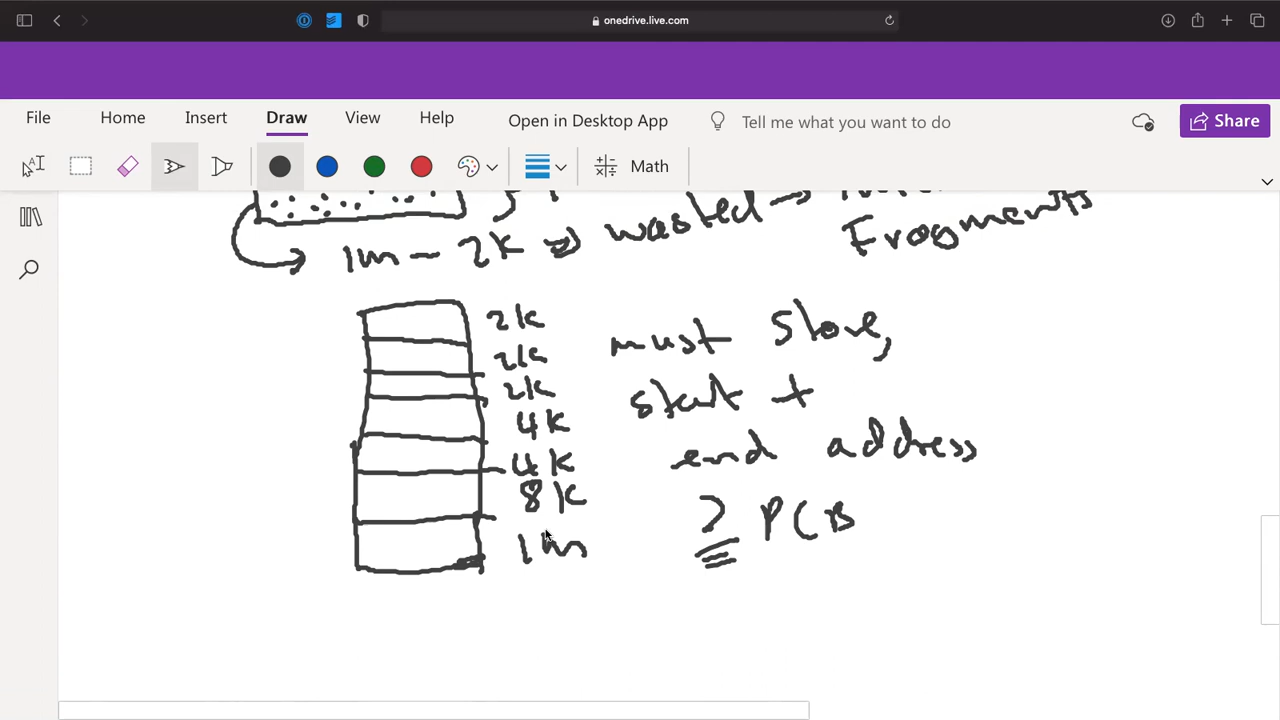 onedrive.live.com
File Home Insert Draw View Help Open in Desktop App Tell me what you want to do Share
Math
1m - 2k => wasted →
Fragments
2k
2k
2k
4k
4k
8k
1m
must store,
start +
end address
2 PCB